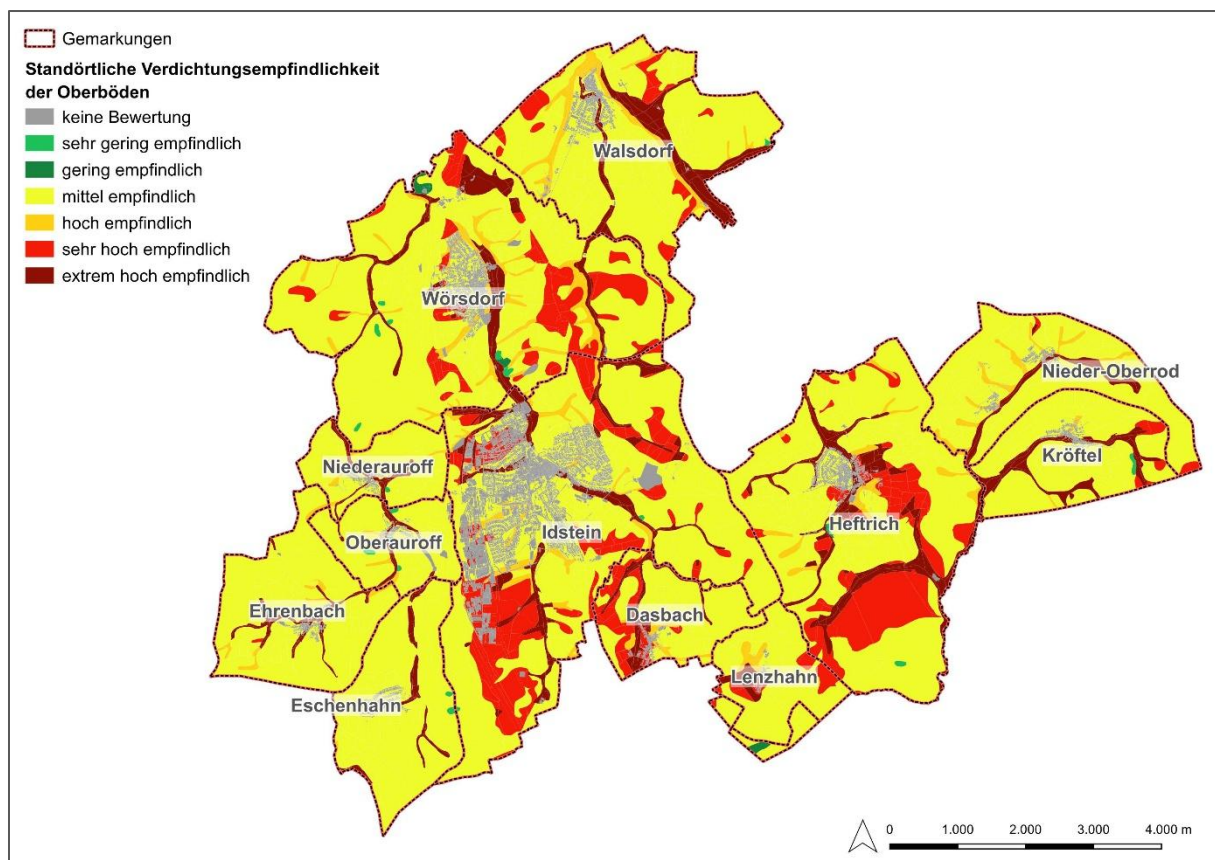 Gemarkungen
Standörtliche Verdichtungsempfindlichkeit
der Oberböden
keine Bewertung
sehr gering empfindlich
gering empfindlich
mittel empfindlich
hoch empfindlich
sehr hoch empfindlich
extrem hoch empfindlich
Walsdorf
Wörsdorf
Nieder-Oberrod
Kröftel
Niederauroff
Heftrich
Idstein
Oberauroff
Ehrenbach
Dasbach
Lenzhahn
Eschenhahn
0 1.000 2.000 3.000 4.000 m